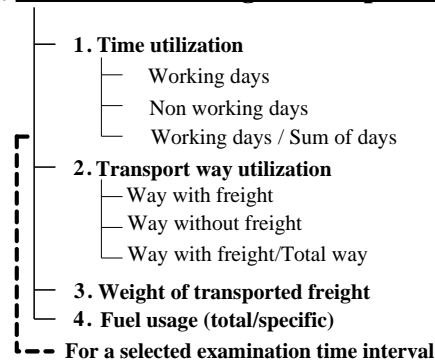 1. Time utilization
Working days
Non working days
Working days / Sum of days
2. Transport way utilization
Way with freight
Way without freight
Way with freight/Total way
3. Weight of transported freight
4. Fuel usage (total/specific)
For a selected examination time interval